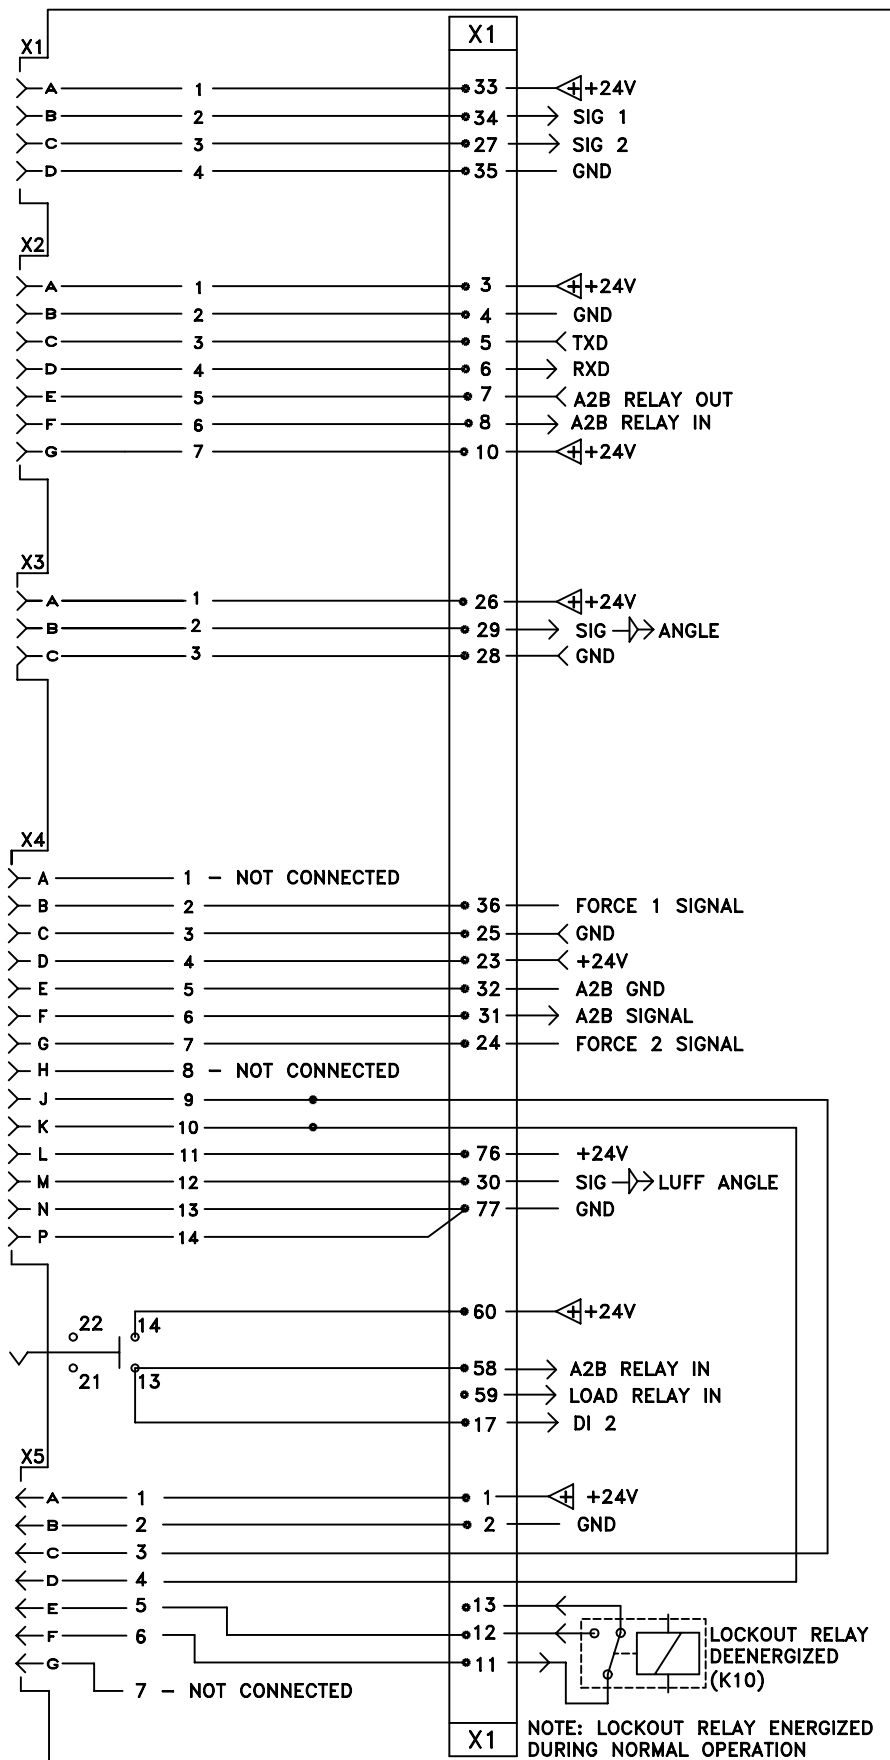 X1
X1
A 1 33 +24V
B 2 34 SIG 1
C 3 27 SIG 2
D 4 35 GND
X2
A 1 3 +24V
B 2 4 GND
C 3 5 TXD
D 4 6 RXD
E 5 7 A2B RELAY OUT
F 6 8 A2B RELAY IN
G 7 10 +24V
X3
A 1 26 +24V
B 2 29 SIG ANGLE
C 3 28 GND
X4
A 1 - NOT CONNECTED
B 2 36 FORCE 1 SIGNAL
C 3 25 GND
D 4 23 +24V
E 5 32 A2B GND
F 6 31 A2B SIGNAL
G 7 24 FORCE 2 SIGNAL
H 8 - NOT CONNECTED
J 9
K 10
L 11 76 +24V
M 12 30 SIG LUFF ANGLE
N 13 77 GND
P 14
22 14 60 +24V
21 13 58 A2B RELAY IN
59 LOAD RELAY IN
17 DI 2
X5
A 1 1 +24V
B 2 2 GND
C 3
D 4
E 5 13
F 6 12 LOCKOUT RELAY
G 11 DEENERGIZED
(K10)
7 - NOT CONNECTED
X1
NOTE: LOCKOUT RELAY ENERGIZED
DURING NORMAL OPERATION